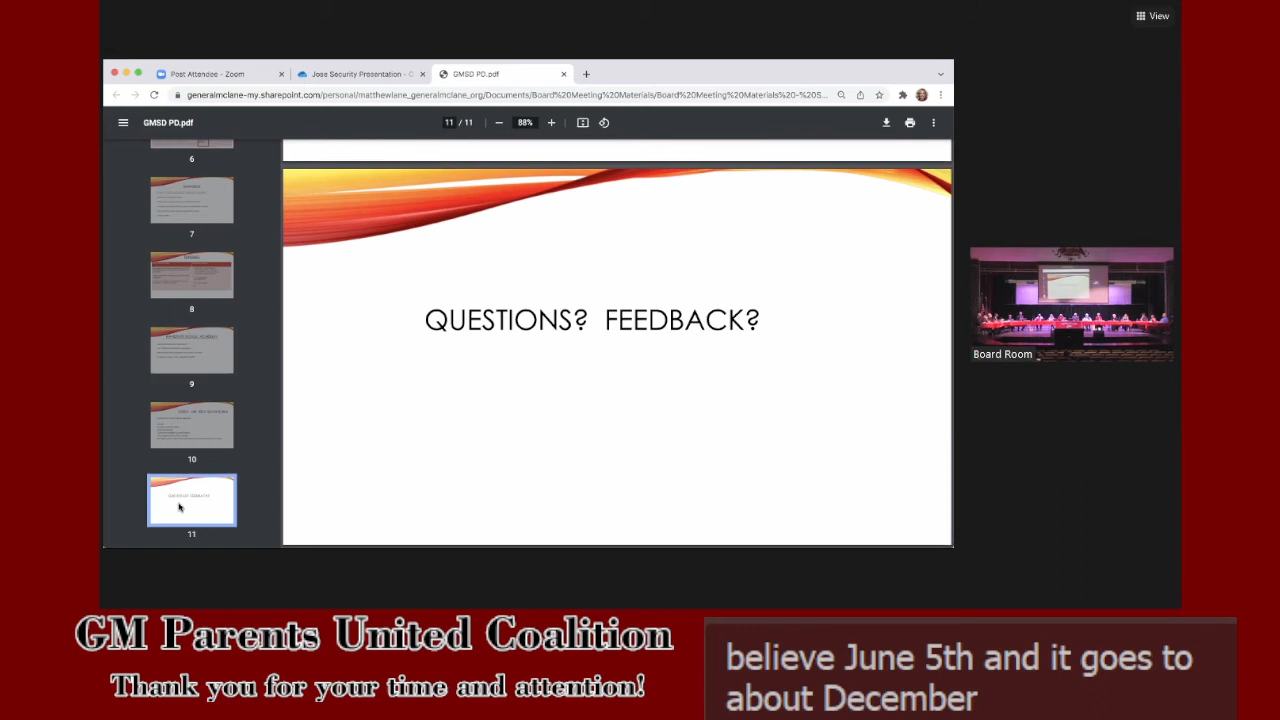 View
Post Attendee - Zoom
Jose Security Presentation - C
GMSD PD.pdf
generalmclane-my.sharepoint.com/personal/matthewlane_generalmclane_org/Documents/Board%20Meeting%20Materials/Board%20Meeting%20Materials%20-%20S...
GMSD PD.pdf
11 / 11
88%
6
7
8
9
10
11
QUESTIONS? FEEDBACK?
Board Room
GM Parents United Coalition
Thank you for your time and attention!
believe June 5th and it goes to
about December